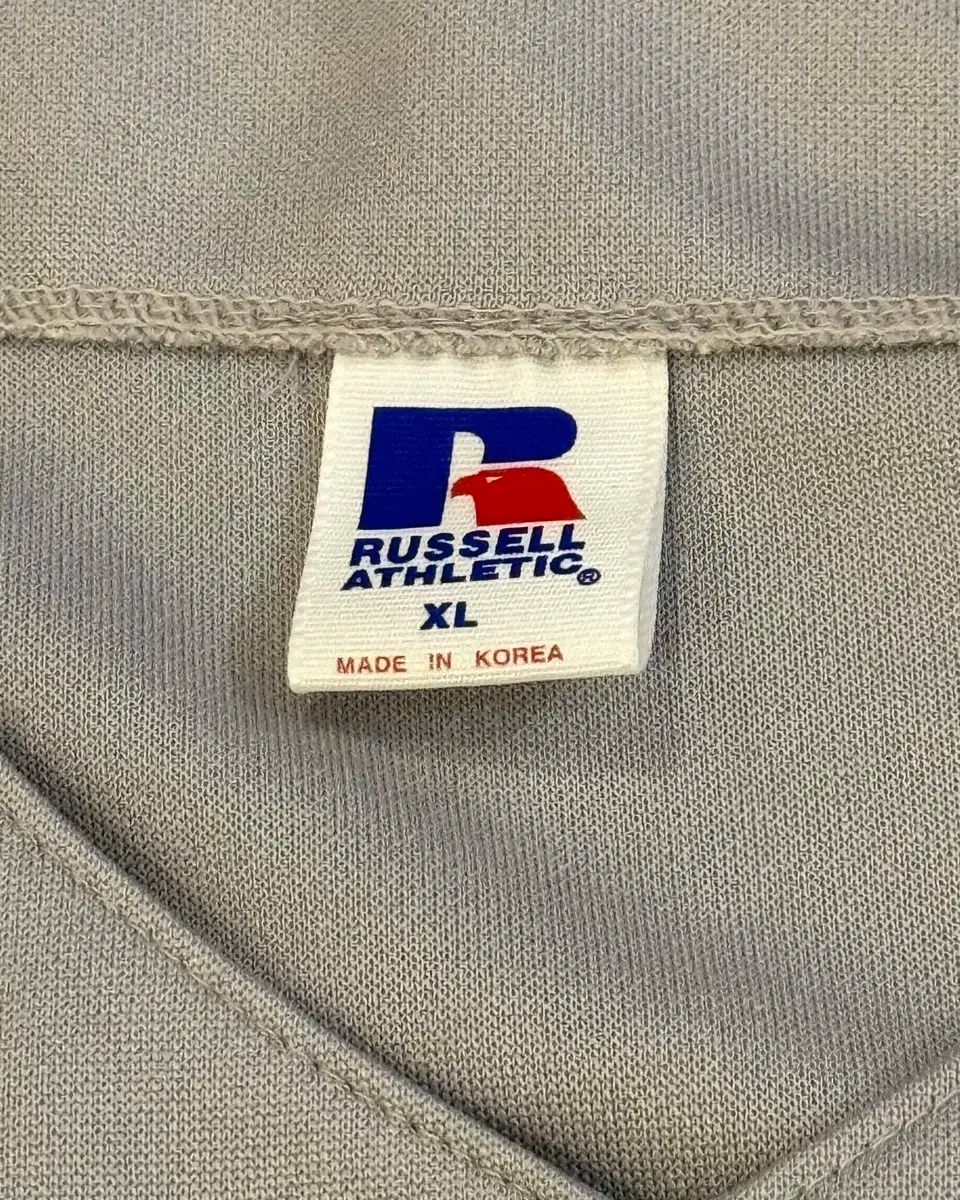 RUSSELL
ATHLETIC®
XL
MADE IN KOREA